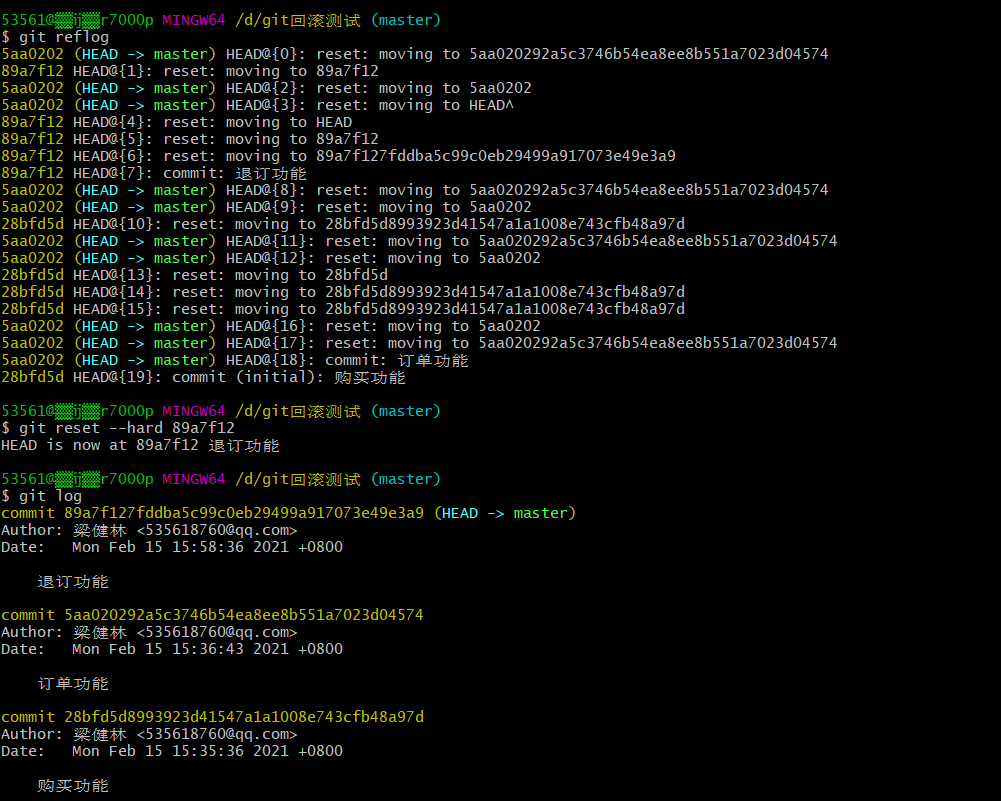 53561@ r7000p MINGW64 /d/git回滚测试 (master)
$ git reflog
5aa0202 (HEAD -> master) HEAD@{0}: reset: moving to 5aa020292a5c3746b54ea8ee8b551a7023d04574
89a7f12 HEAD@{1}: reset: moving to 89a7f12
5aa0202 (HEAD -> master) HEAD@{2}: reset: moving to 5aa0202
5aa0202 (HEAD -> master) HEAD@{3}: reset: moving to HEAD^
89a7f12 HEAD@{4}: reset: moving to HEAD
89a7f12 HEAD@{5}: reset: moving to 89a7f12
89a7f12 HEAD@{6}: reset: moving to 89a7f127fddba5c99c0eb29499a917073e49e3a9
89a7f12 HEAD@{7}: commit: 退订功能
5aa0202 (HEAD -> master) HEAD@{8}: reset: moving to 5aa020292a5c3746b54ea8ee8b551a7023d04574
5aa0202 (HEAD -> master) HEAD@{9}: reset: moving to 5aa0202
28bfd5d HEAD@{10}: reset: moving to 28bfd5d8993923d41547a1a1008e743cfb48a97d
5aa0202 (HEAD -> master) HEAD@{11}: reset: moving to 5aa020292a5c3746b54ea8ee8b551a7023d04574
5aa0202 (HEAD -> master) HEAD@{12}: reset: moving to 5aa0202
28bfd5d HEAD@{13}: reset: moving to 28bfd5d
28bfd5d HEAD@{14}: reset: moving to 28bfd5d8993923d41547a1a1008e743cfb48a97d
28bfd5d HEAD@{15}: reset: moving to 28bfd5d8993923d41547a1a1008e743cfb48a97d
5aa0202 (HEAD -> master) HEAD@{16}: reset: moving to 5aa0202
5aa0202 (HEAD -> master) HEAD@{17}: reset: moving to 5aa020292a5c3746b54ea8ee8b551a7023d04574
5aa0202 (HEAD -> master) HEAD@{18}: commit: 订单功能
28bfd5d HEAD@{19}: commit (initial): 购买功能
53561@ r7000p MINGW64 /d/git回滚测试 (master)
$ git reset --hard 89a7f12
HEAD is now at 89a7f12 退订功能
53561@ r7000p MINGW64 /d/git回滚测试 (master)
$ git log
commit 89a7f127fddba5c99c0eb29499a917073e49e3a9 (HEAD -> master)
Author: 梁健林 <535618760@qq.com>
Date:   Mon Feb 15 15:58:36 2021 +0800
退订功能
commit 5aa020292a5c3746b54ea8ee8b551a7023d04574
Author: 梁健林 <535618760@qq.com>
Date:   Mon Feb 15 15:36:43 2021 +0800
订单功能
commit 28bfd5d8993923d41547a1a1008e743cfb48a97d
Author: 梁健林 <535618760@qq.com>
Date:   Mon Feb 15 15:35:36 2021 +0800
购买功能